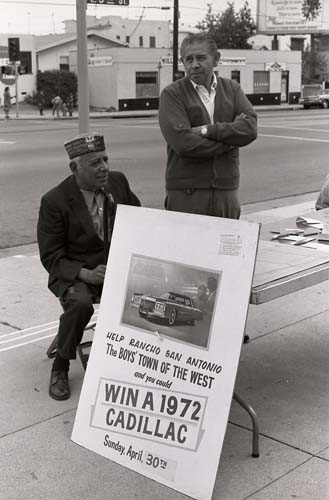 HELP RANCHO SAN ANTONIO
The BOYS' TOWN OF THE WEST
and you could
WIN A 1972
CADILLAC
Sunday, April, 30TH